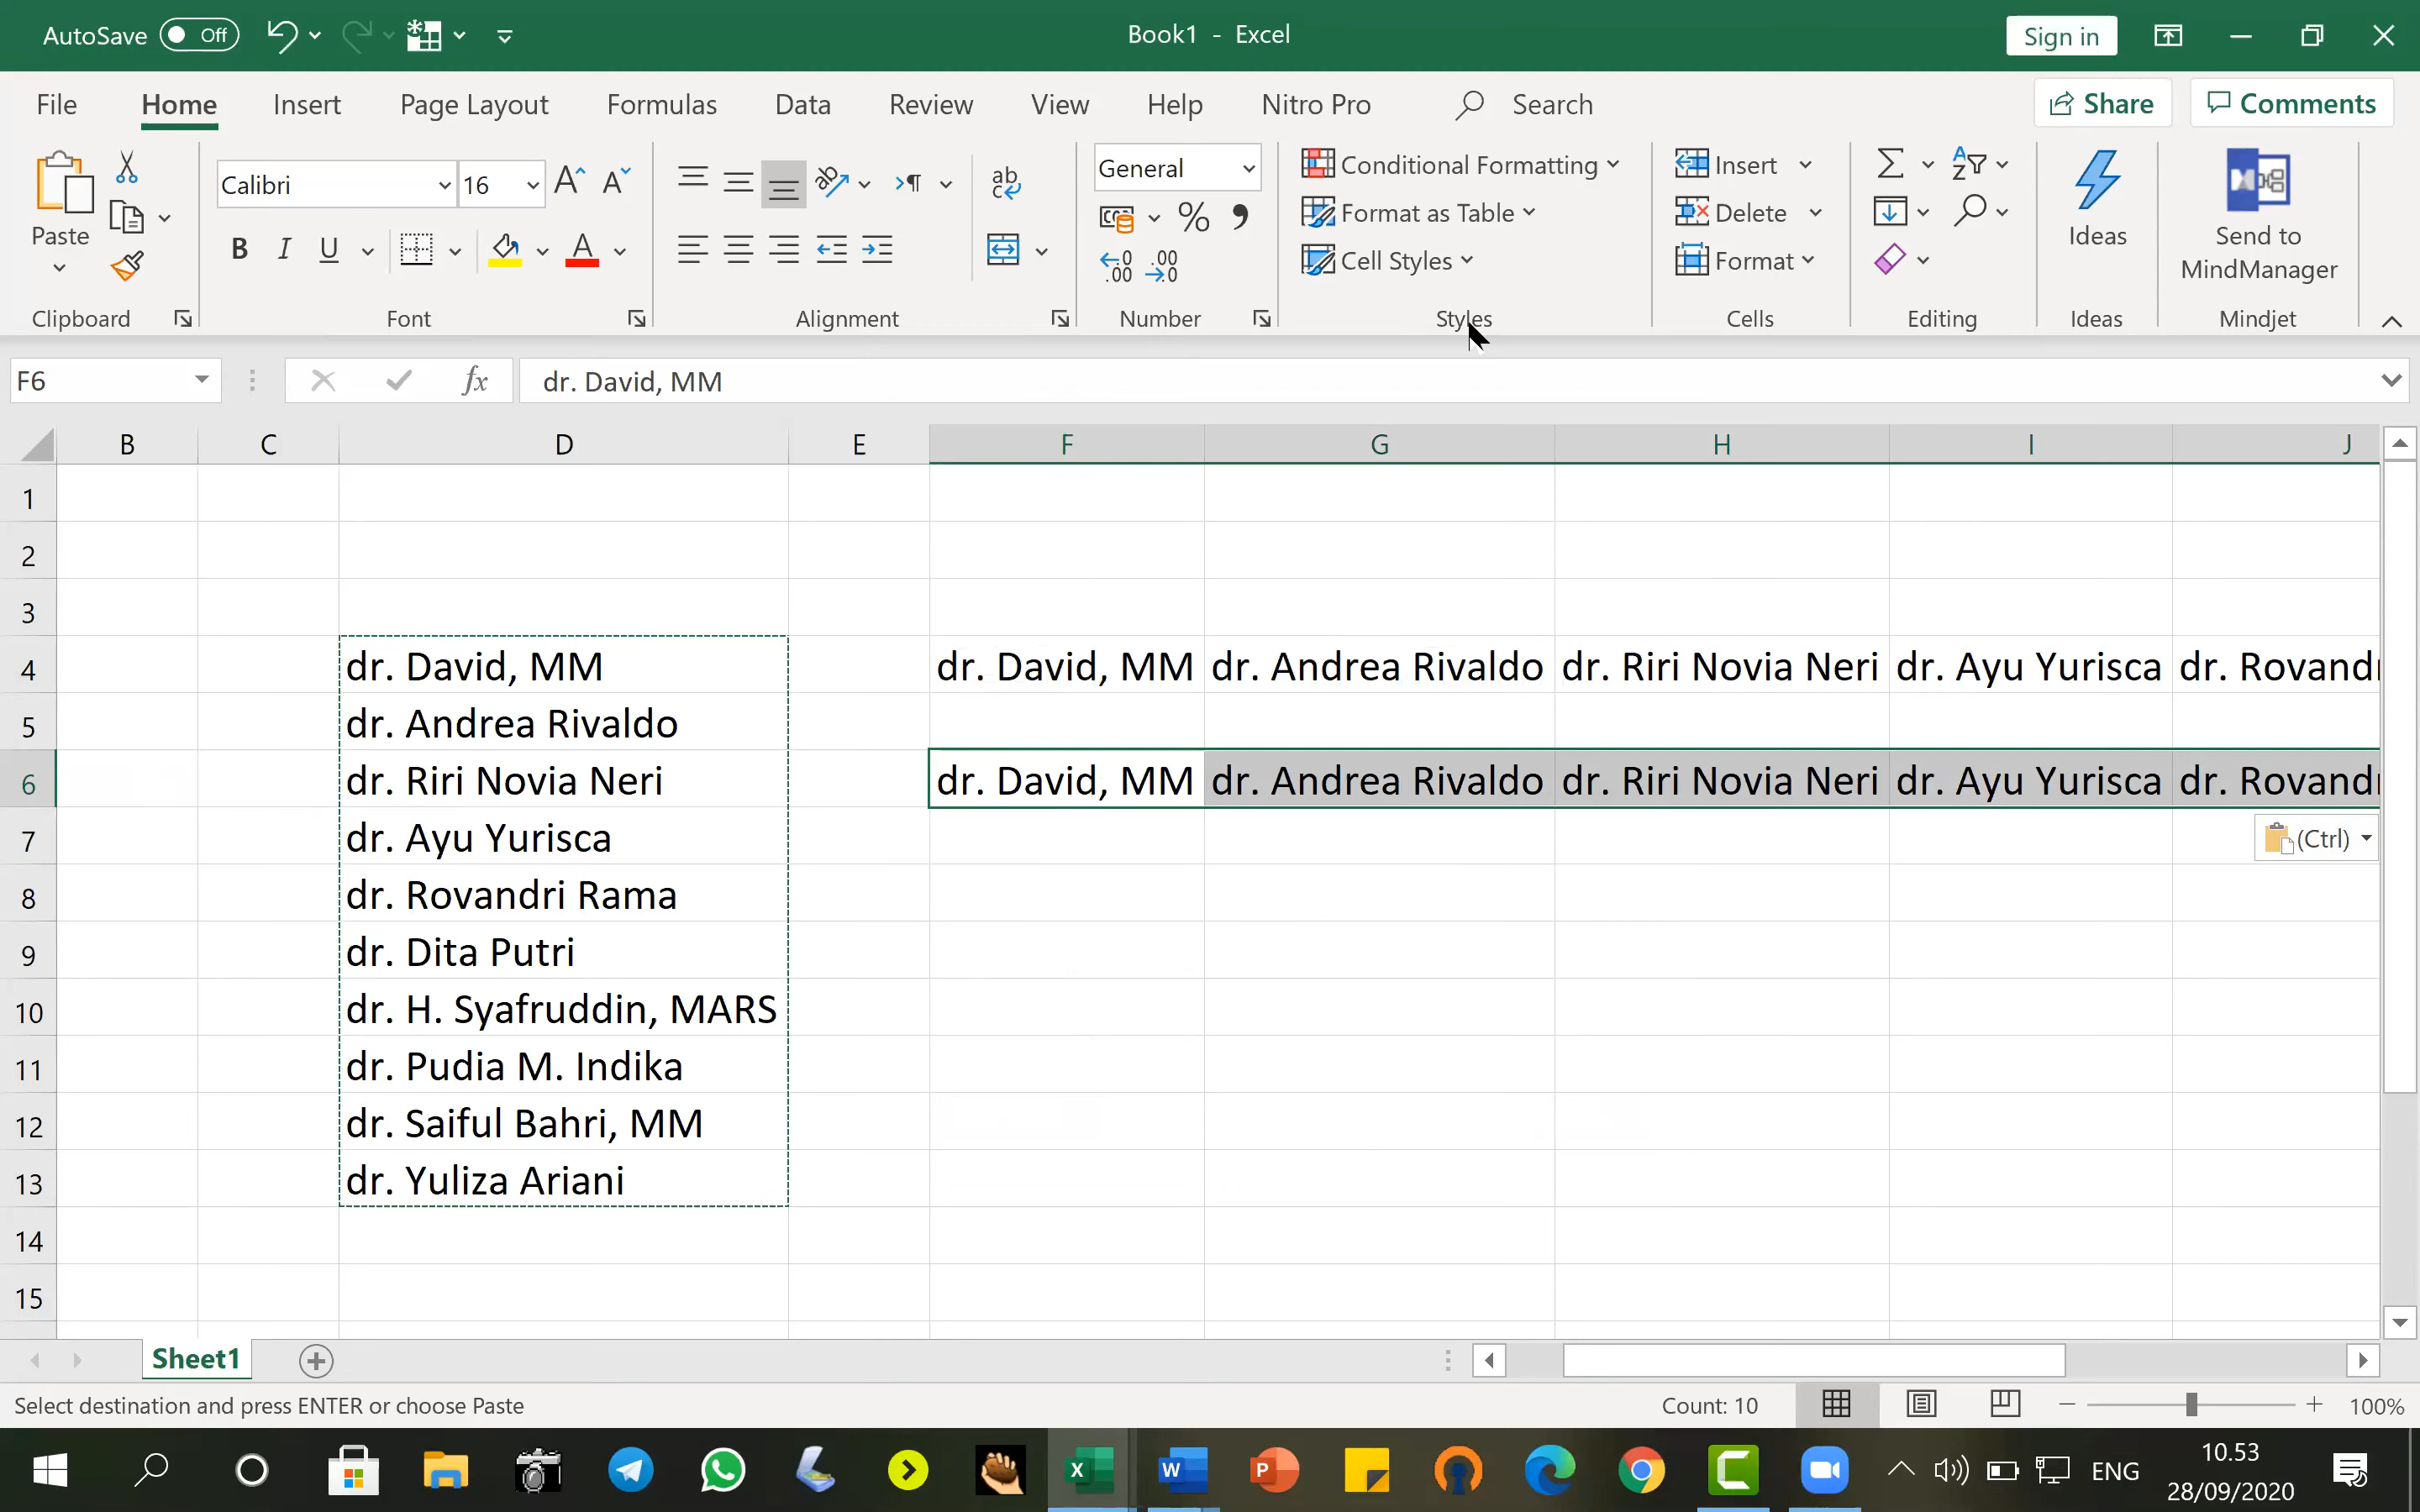 AutoSave Off Book1 - Excel Sign in
File Home Insert Page Layout Formulas Data Review View Help Nitro Pro Search Share Comments
Paste Calibri 16 General Conditional Formatting Format as Table Cell Styles Insert Delete Format Ideas Send to MindManager
Clipboard Font Alignment Number Styles Cells Editing Ideas Mindjet
F6 fx dr. David, MM
B C D E F G H I J
1
2
3
4 dr. David, MM dr. David, MM dr. Andrea Rivaldo dr. Riri Novia Neri dr. Ayu Yurisca dr. Rovandri
5 dr. Andrea Rivaldo
6 dr. Riri Novia Neri dr. David, MM dr. Andrea Rivaldo dr. Riri Novia Neri dr. Ayu Yurisca dr. Rovandri
7 dr. Ayu Yurisca (Ctrl)
8 dr. Rovandri Rama
9 dr. Dita Putri
10 dr. H. Syafruddin, MARS
11 dr. Pudia M. Indika
12 dr. Saiful Bahri, MM
13 dr. Yuliza Ariani
14
15
Sheet1
Select destination and press ENTER or choose Paste Count: 10 100%
ENG 10.53
28/09/2020